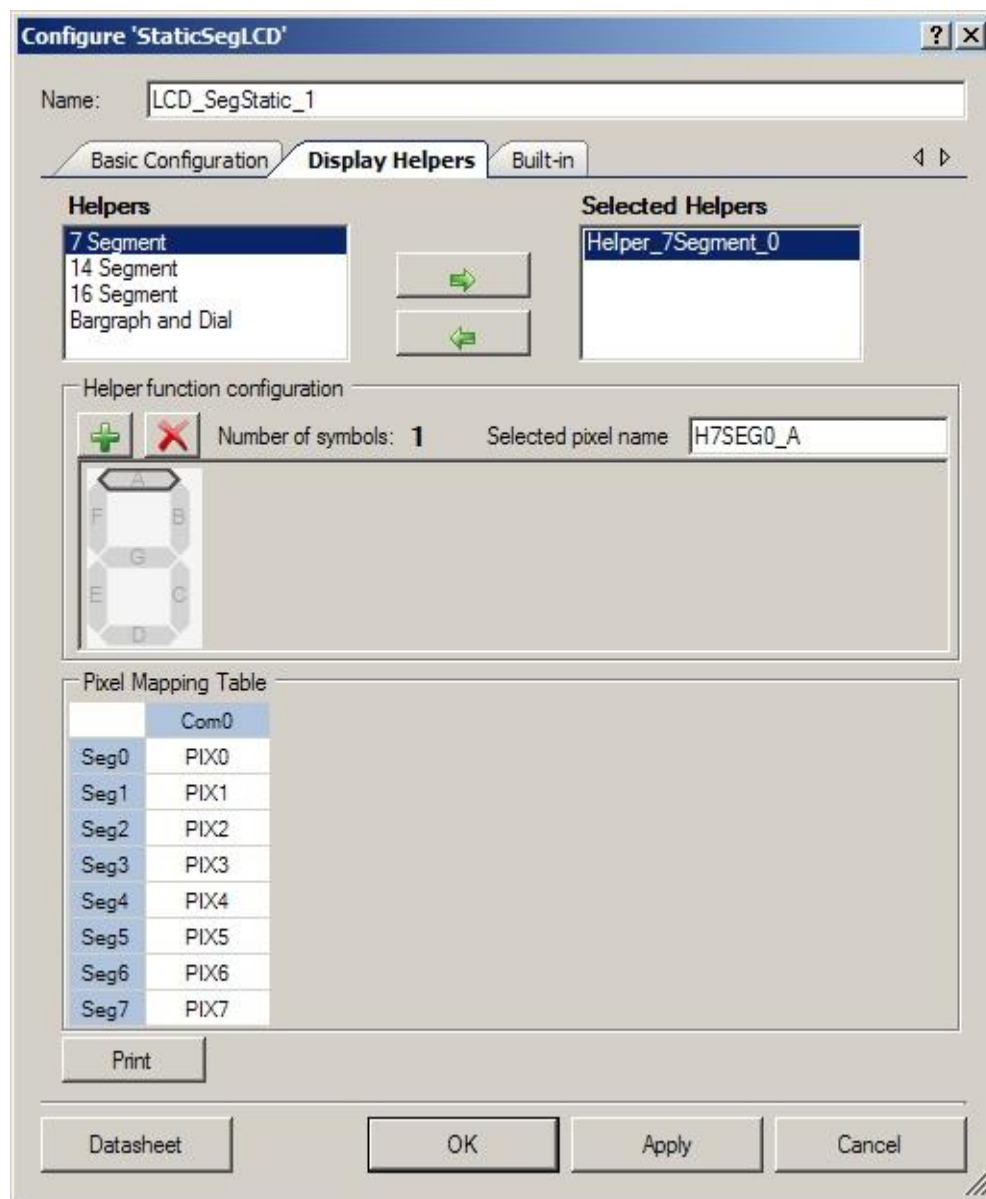 Configure 'StaticSegLCD'
Name: LCD_SegStatic_1
Basic Configuration Display Helpers Built-in
Helpers
7 Segment
14 Segment
16 Segment
Bargraph and Dial
Selected Helpers
Helper_7Segment_0
Helper function configuration
Number of symbols: 1 Selected pixel name H7SEG0_A
A
F B
G
E C
D
Pixel Mapping Table
Com0
Seg0 PIX0
Seg1 PIX1
Seg2 PIX2
Seg3 PIX3
Seg4 PIX4
Seg5 PIX5
Seg6 PIX6
Seg7 PIX7
Print
Datasheet OK Apply Cancel